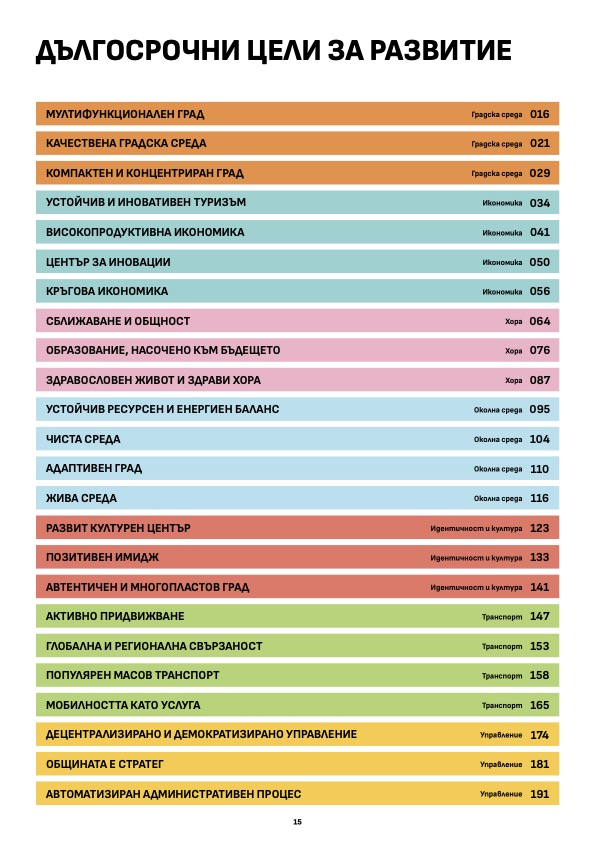 ДЪЛГОСРОЧНИ ЦЕЛИ ЗА РАЗВИТИЕ
МУЛТИФУНКЦИОНАЛЕН ГРАД Градска среда 016
КАЧЕСТВЕНА ГРАДСКА СРЕДА Градска среда 021
КОМПАКТЕН И КОНЦЕНТРИРАН ГРАД Градска среда 029
УСТОЙЧИВ И ИНОВАТИВЕН ТУРИЗЪМ Икономика 034
ВИСОКОПРОДУКТИВНА ИКОНОМИКА Икономика 041
ЦЕНТЪР ЗА ИНОВАЦИИ Икономика 050
КРЪГОВА ИКОНОМИКА Икономика 056
СБЛИЖАВАНЕ И ОБЩНОСТ Хора 064
ОБРАЗОВАНИЕ, НАСОЧЕНО КЪМ БЪДЕЩЕТО Хора 076
ЗДРАВОСЛОВЕН ЖИВОТ И ЗДРАВИ ХОРА Хора 087
УСТОЙЧИВ РЕСУРСЕН И ЕНЕРГИЕН БАЛАНС Околна среда 095
ЧИСТА СРЕДА Околна среда 104
АДАПТИВЕН ГРАД Околна среда 110
ЖИВА СРЕДА Околна среда 116
РАЗВИТ КУЛТУРЕН ЦЕНТЪР Идентичност и култура 123
ПОЗИТИВЕН ИМИДЖ Идентичност и култура 133
АВТЕНТИЧЕН И МНОГОПЛАСТОВ ГРАД Идентичност и култура 141
АКТИВНО ПРИДВИЖВАНЕ Транспорт 147
ГЛОБАЛНА И РЕГИОНАЛНА СВЪРЗАНОСТ Транспорт 153
ПОПУЛЯРЕН МАСОВ ТРАНСПОРТ Транспорт 158
МОБИЛНОСТТА КАТО УСЛУГА Транспорт 165
ДЕЦЕНТРАЛИЗИРАНО И ДЕМОКРАТИЗИРАНО УПРАВЛЕНИЕ Управление 174
ОБЩИНАТА Е СТРАТЕГ Управление 181
АВТОМАТИЗИРАН АДМИНИСТРАТИВЕН ПРОЦЕС Управление 191
15